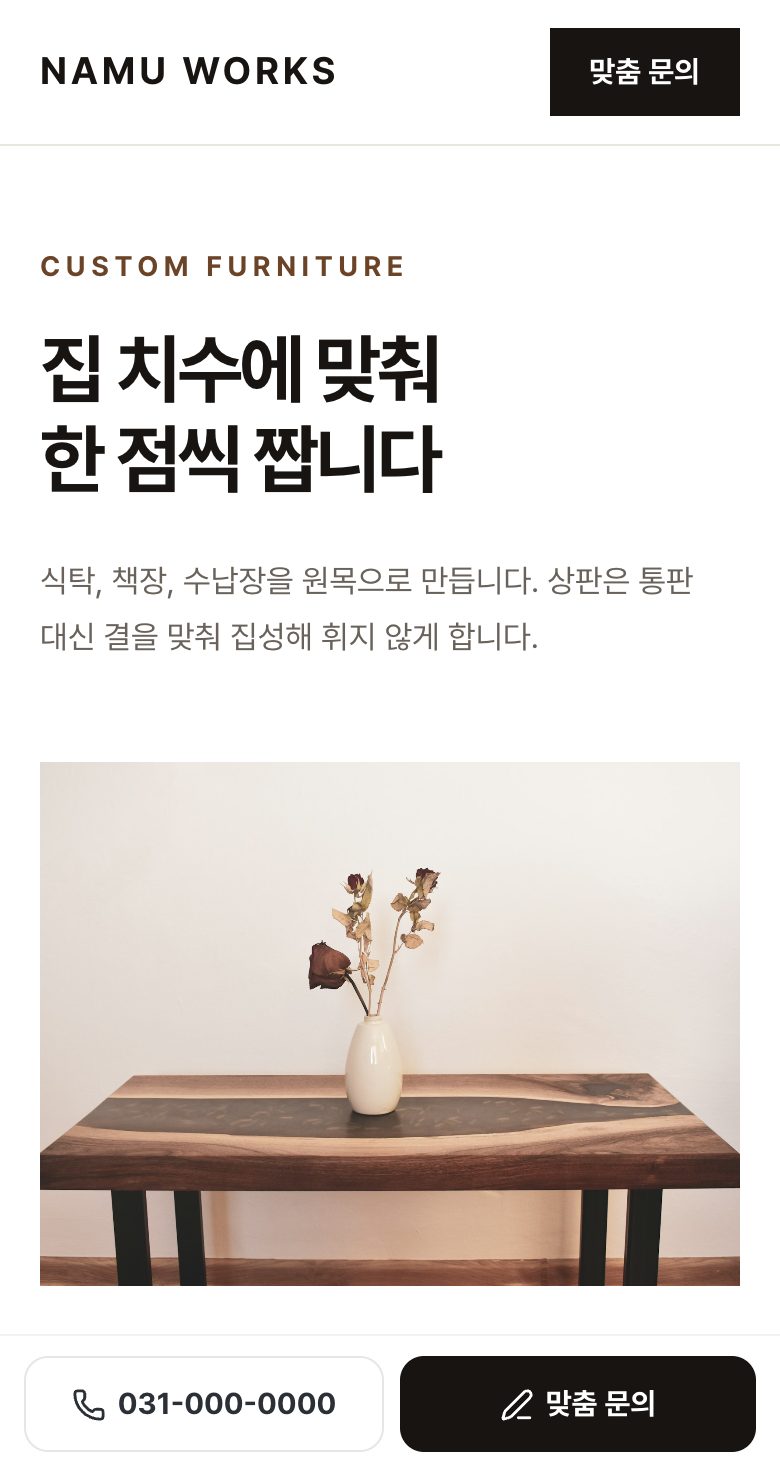 NAMU WORKS
맞춤 문의
CUSTOM FURNITURE
집 치수에 맞춰
한 점씩 짭니다
식탁, 책장, 수납장을 원목으로 만듭니다. 상판은 통판
대신 결을 맞춰 집성해 휘지 않게 합니다.
031-000-0000
맞춤 문의